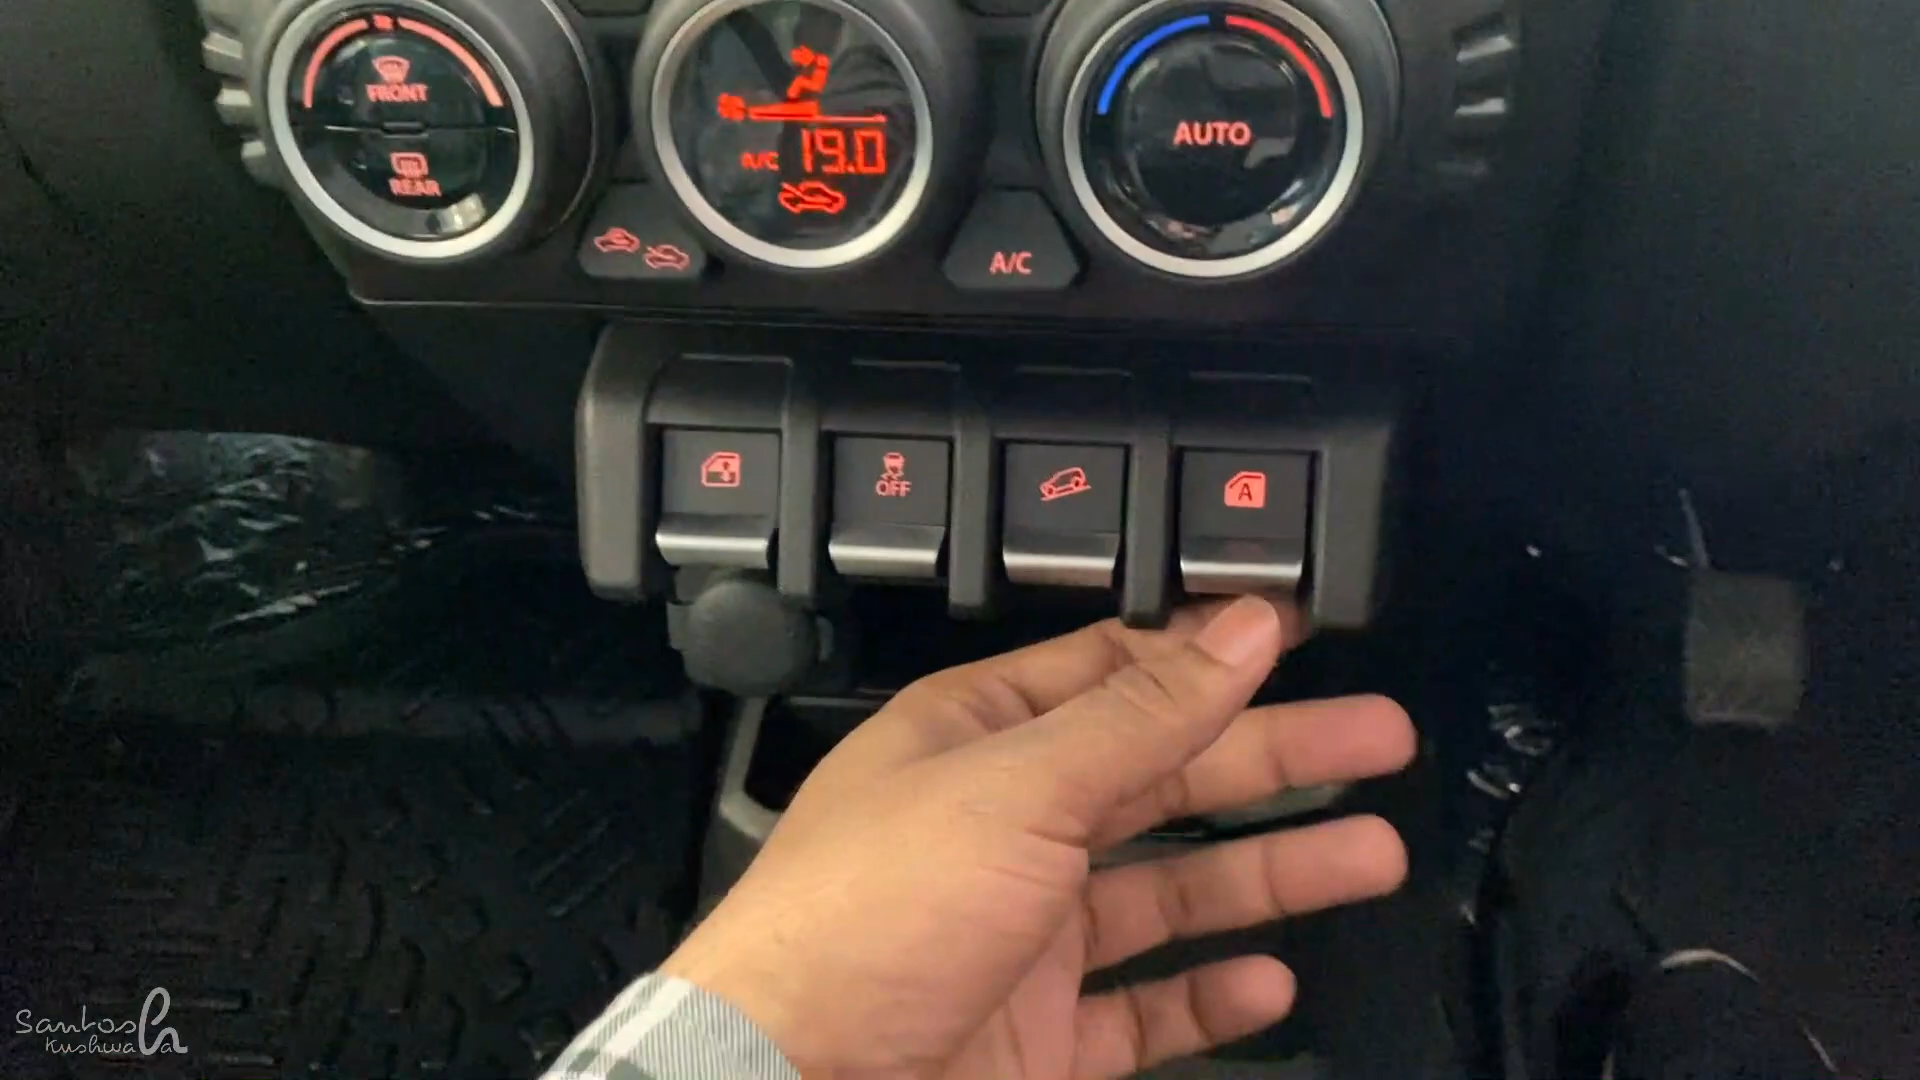 FRONT
REAR
A/C 19.0
AUTO
A/C
OFF
A
Santosh
Kushwaha